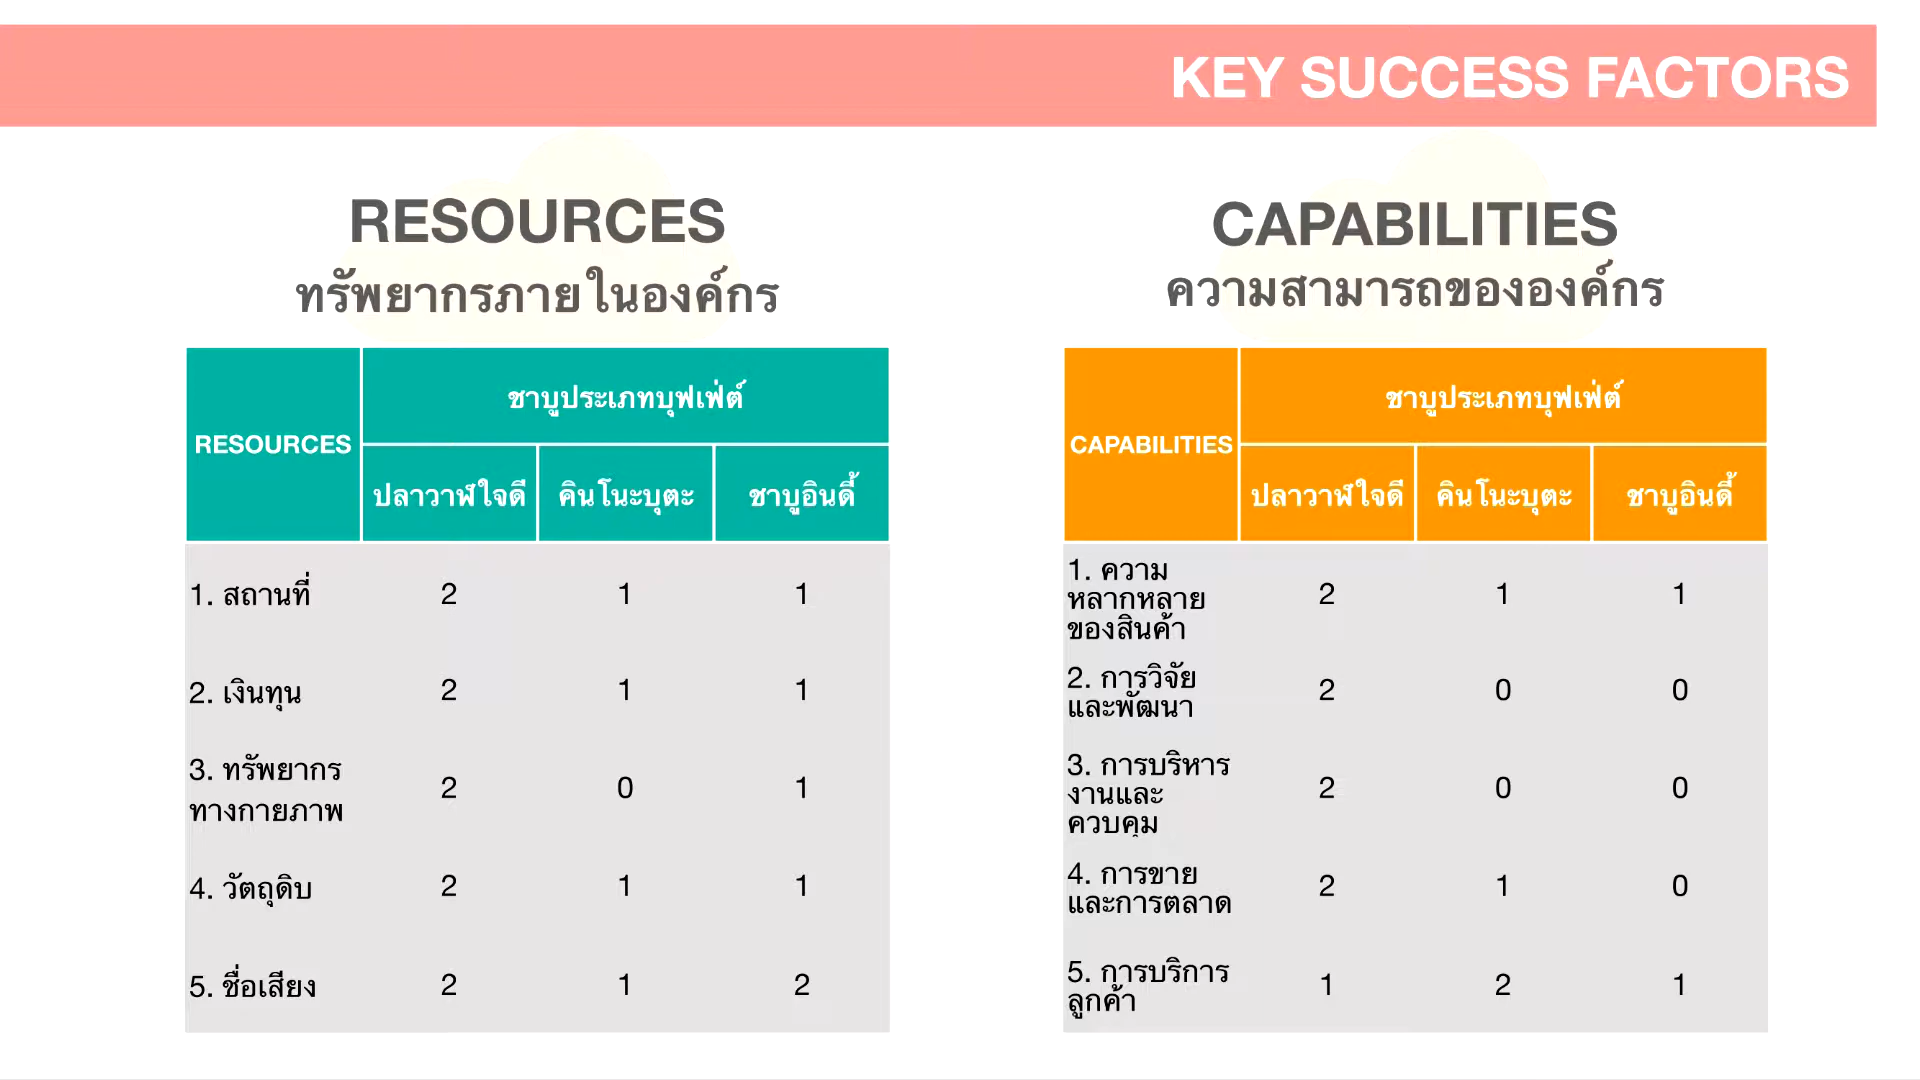 KEY SUCCESS FACTORS
RESOURCES
ทรัพยากรภายในองค์กร
RESOURCES
ชาบูประเภทบุฟเฟ่ต์
ปลาวาฬใจดี คินโนะบุตะ ชาบูอินดี้
1. สถานที่ 2 1 1
2. เงินทุน 2 1 1
3. ทรัพยากร
ทางกายภาพ 2 0 1
4. วัตถุดิบ 2 1 1
5. ชื่อเสียง 2 1 2
CAPABILITIES
ความสามารถขององค์กร
CAPABILITIES
ชาบูประเภทบุฟเฟ่ต์
ปลาวาฬใจดี คินโนะบุตะ ชาบูอินดี้
1. ความ
หลากหลาย
ของสินค้า 2 1 1
2. การวิจัย
และพัฒนา 2 0 0
3. การบริหาร
งานและ
ควบคุม 2 0 0
4. การขาย
และการตลาด 2 1 0
5. การบริการ
ลูกค้า 1 2 1